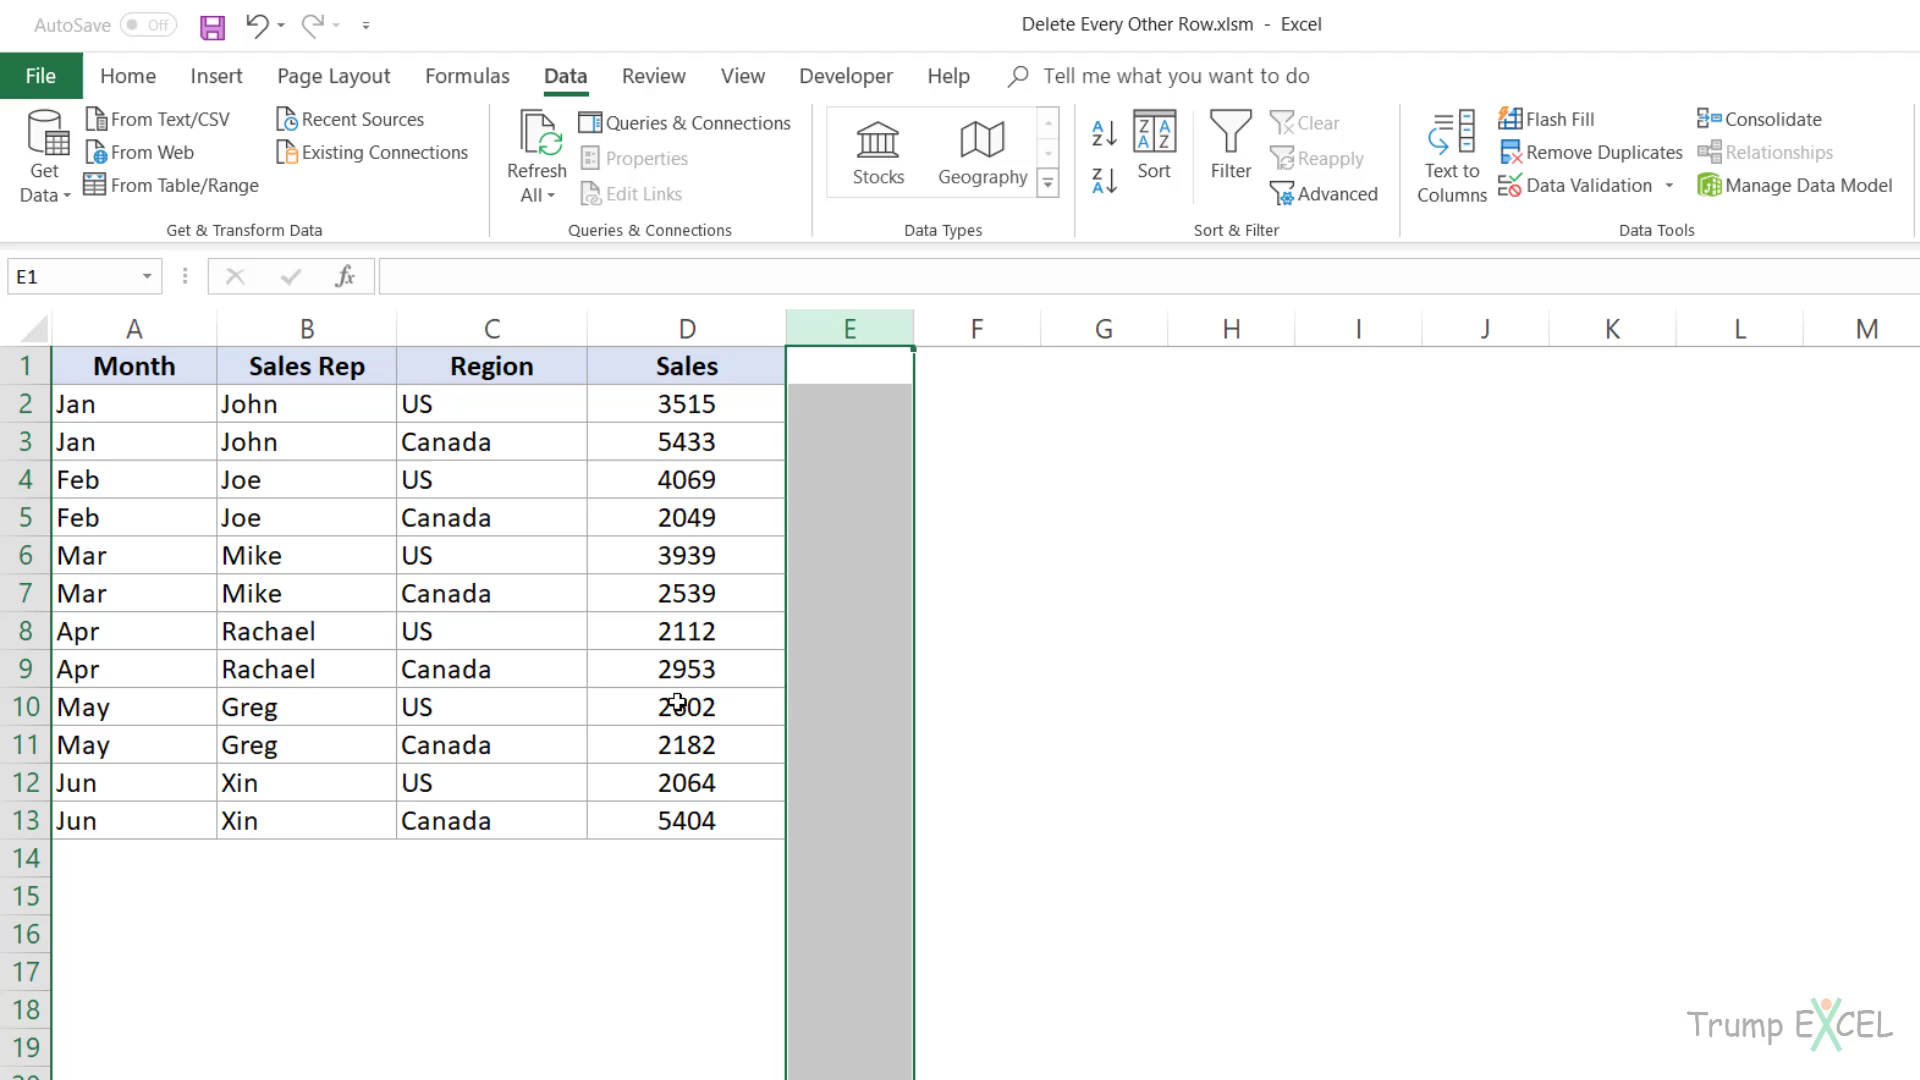 AutoSave Off
Delete Every Other Row.xlsm - Excel
File Home Insert Page Layout Formulas Data Review View Developer Help Tell me what you want to do
Get Data
From Text/CSV
From Web
From Table/Range
Recent Sources
Existing Connections
Get & Transform Data
Refresh All
Queries & Connections
Properties
Edit Links
Queries & Connections
Stocks
Geography
Data Types
Sort
Filter
Clear
Reapply
Advanced
Sort & Filter
Text to Columns
Flash Fill
Remove Duplicates
Data Validation
Consolidate
Relationships
Manage Data Model
Data Tools
E1 fx
A B C D E F G H I J K L M
1 Month Sales Rep Region Sales
2 Jan John US 3515
3 Jan John Canada 5433
4 Feb Joe US 4069
5 Feb Joe Canada 2049
6 Mar Mike US 3939
7 Mar Mike Canada 2539
8 Apr Rachael US 2112
9 Apr Rachael Canada 2953
10 May Greg US
11 May Greg Canada 2182
12 Jun Xin US 2064
13 Jun Xin Canada 5404
14
15
16
17
18
19
Trump EXCEL